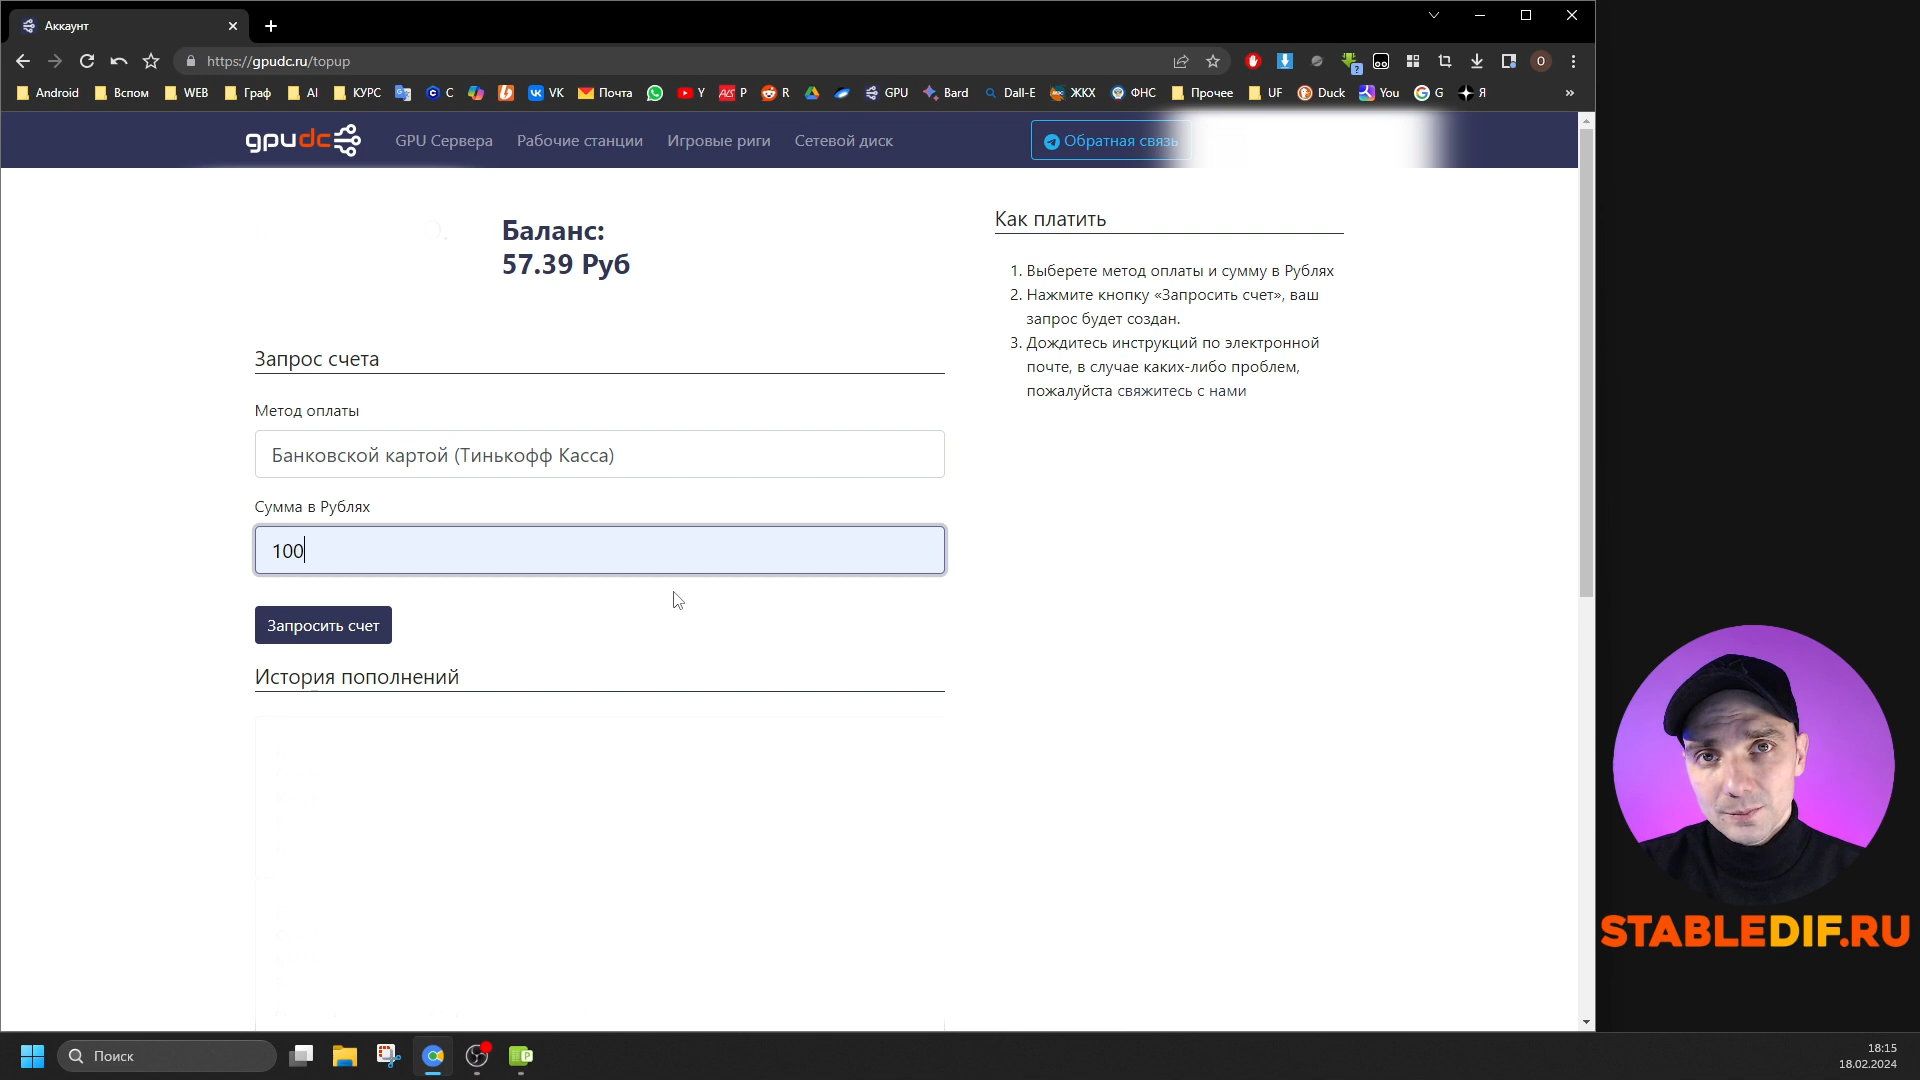 Аккаунт
https://gpudc.ru/topup
Android Вспом WEB Граф AI КУРС C VK Почта Y P R GPU Bard Dall-E ЖКХ ФНС Прочее UF Duck You G Я
gpudc GPU Сервера Рабочие станции Игровые риги Сетевой диск Обратная связь
Баланс:
57.39 Руб
Запрос счета
Метод оплаты
Банковской картой (Тинькофф Касса)
Сумма в Рублях
100
Запросить счет
История пополнений
Как платить
1. Выберете метод оплаты и сумму в Рублях
2. Нажмите кнопку «Запросить счет», ваш
запрос будет создан.
3. Дождитесь инструкций по электронной
почте, в случае каких-либо проблем,
пожалуйста свяжитесь с нами
STABLEDIF.RU
Поиск
18:15
18.02.2024